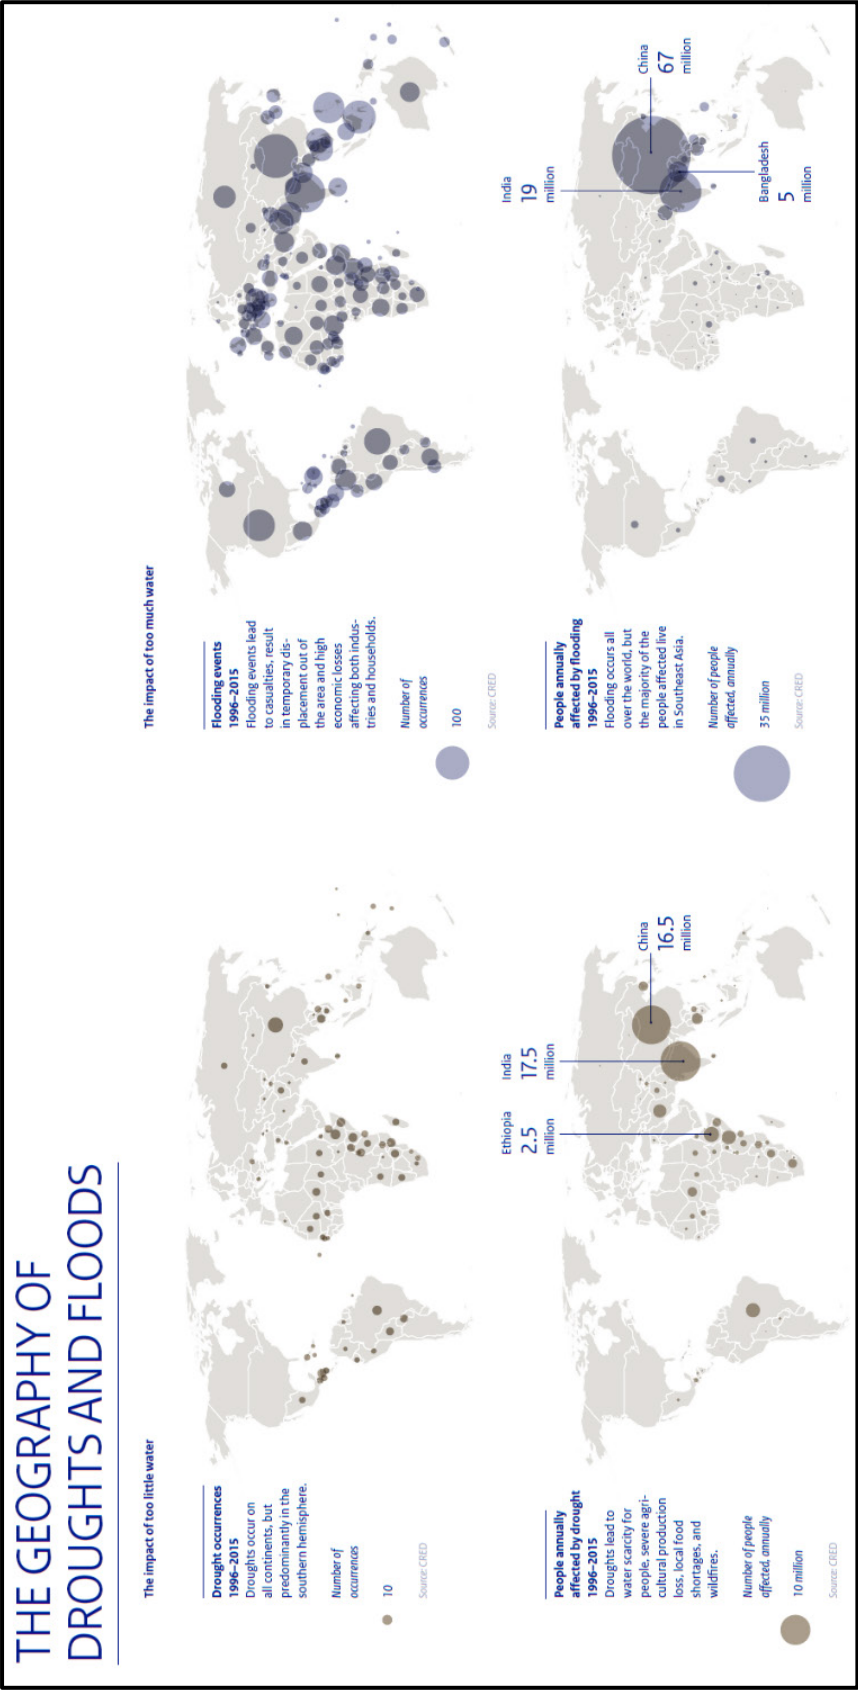 THE GEOGRAPHY OF
DROUGHTS AND FLOODS
The impact of too little water
Drought occurrences
1996–2015
Droughts occur on
all continents, but
predominantly in the
southern hemisphere.
Number of
occurrences
10
Source: CRED
People annually
affected by drought
1996–2015
Droughts lead to
water scarcity for
people, severe agri-
cultural production
loss, local food
shortages, and
wildfires.
Number of people
affected, annually
10 million
Source: CRED
Ethiopia
2.5
million
India
17.5
million
China
16.5
million
The impact of too much water
Flooding events
1996–2015
Flooding events lead
to casualties, result
in temporary dis-
placement out of
the area and high
economic losses
affecting both indus-
tries and households.
Number of
occurrences
100
Source: CRED
People annually
affected by flooding
1996–2015
Flooding occurs all
over the world, but
the majority of the
people affected live
in Southeast Asia.
Number of people
affected, annually
35 million
Source: CRED
India
19
million
China
67
million
Bangladesh
5
million